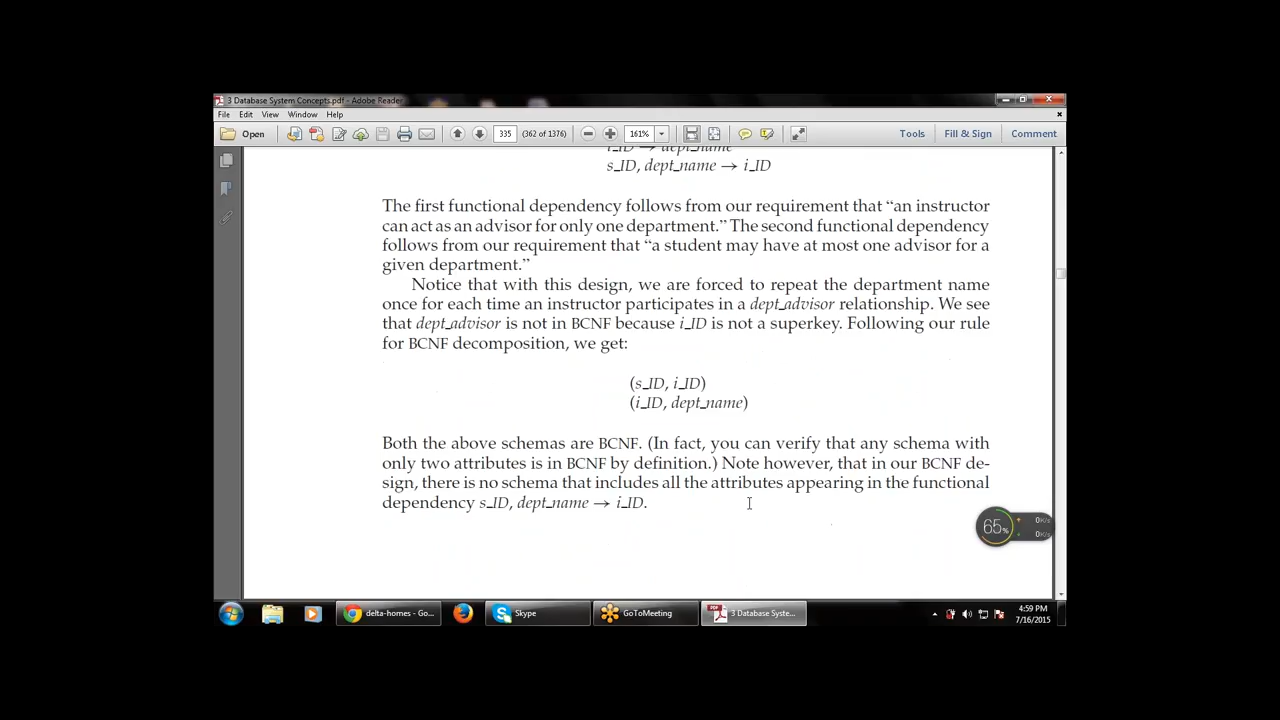 3 Database System Concepts.pdf - Adobe Reader
File Edit View Window Help
Open 335 (362 of 1376) 161% Tools Fill & Sign Comment
i_ID → dept_name
s_ID, dept_name → i_ID
The first functional dependency follows from our requirement that “an instructor
can act as an advisor for only one department.” The second functional dependency
follows from our requirement that “a student may have at most one advisor for a
given department.”
Notice that with this design, we are forced to repeat the department name
once for each time an instructor participates in a dept_advisor relationship. We see
that dept_advisor is not in BCNF because i_ID is not a superkey. Following our rule
for BCNF decomposition, we get:
(s_ID, i_ID)
(i_ID, dept_name)
Both the above schemas are BCNF. (In fact, you can verify that any schema with
only two attributes is in BCNF by definition.) Note however, that in our BCNF de-
sign, there is no schema that includes all the attributes appearing in the functional
dependency s_ID, dept_name → i_ID.
65% 0K/s
0K/s
delta-homes - Go... Skype GoToMeeting 3 Database Syste... 4:59 PM
7/16/2015